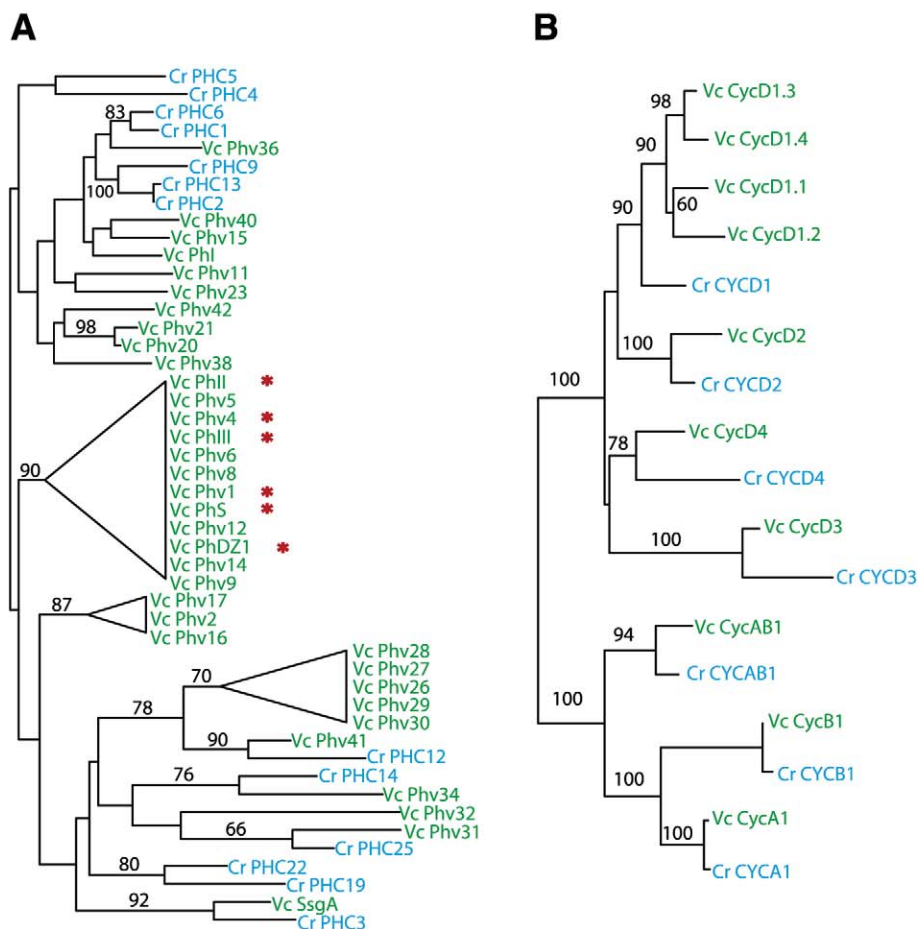 A
Cr PHC5
Cr PHC4
83
Cr PHC6
Cr PHC1
Vc Phv36
Cr PHC9
100
Cr PHC13
Cr PHC2
Vc Phv40
Vc Phv15
Vc PhI
Vc Phv11
Vc Phv23
Vc Phv42
98
Vc Phv21
Vc Phv20
Vc Phv38
Vc PhII *
Vc Phv5
Vc Phv4 *
Vc PhIII *
Vc Phv6
90
Vc Phv8
Vc Phv1 *
Vc PhS *
Vc Phv12
Vc PhDZ1 *
Vc Phv14
Vc Phv9
87
Vc Phv17
Vc Phv2
Vc Phv16
Vc Phv28
70
Vc Phv27
Vc Phv26
Vc Phv29
78
Vc Phv30
90
Vc Phv41
Cr PHC12
76
Cr PHC14
Vc Phv34
Vc Phv32
66
Vc Phv31
Cr PHC25
80
Cr PHC22
Cr PHC19
92
Vc SsgA
Cr PHC3
B
98
Vc CycD1.3
90
Vc CycD1.4
Vc CycD1.1
90
60
Vc CycD1.2
Cr CYCD1
100
Vc CycD2
100
Cr CYCD2
78
Vc CycD4
Cr CYCD4
100
Vc CycD3
Cr CYCD3
94
Vc CycAB1
Cr CYCAB1
100
Vc CycB1
100
Cr CYCB1
100
Vc CycA1
Cr CYCA1